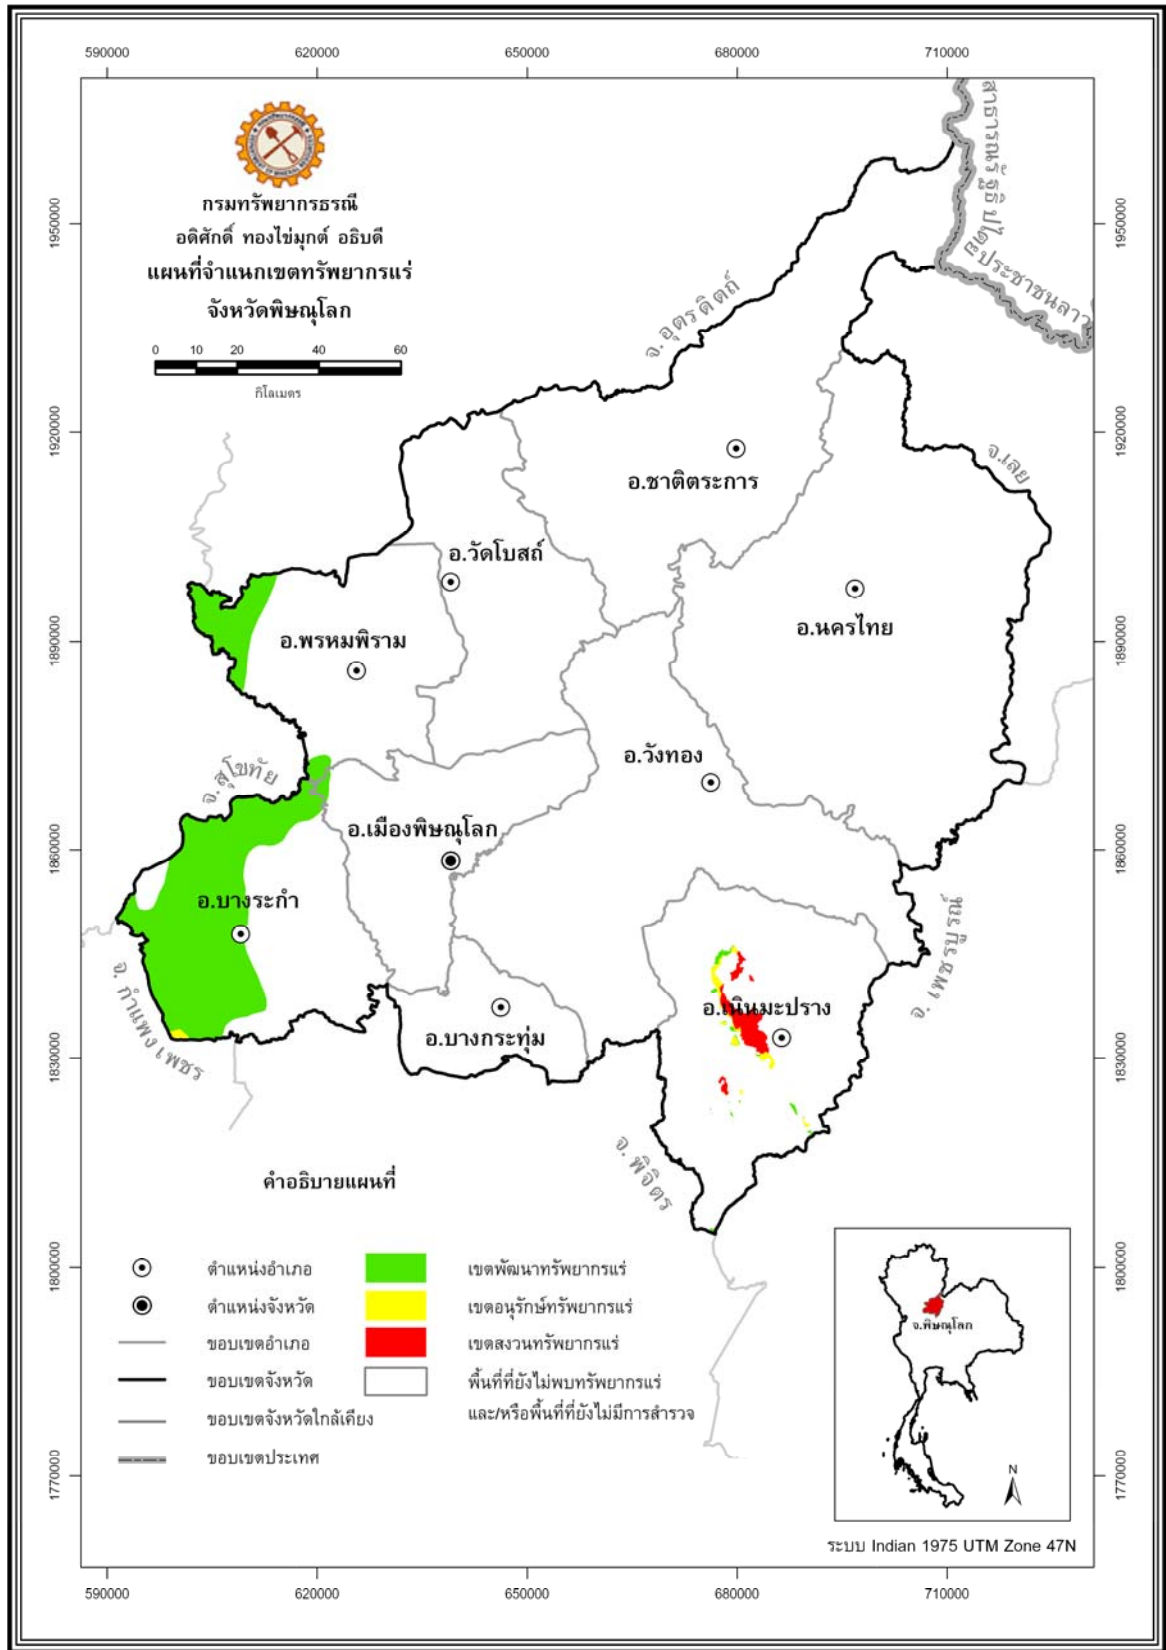 590000 620000 650000 680000 710000
กรมทรัพยากรธรณี
อดิศักดิ์ ทองไข่มุกต์ อธิบดี
แผนที่จำแนกเขตทรัพยากรแร่
จังหวัดพิษณุโลก
0 10 20 40 60
กิโลเมตร
1950000
1950000
สาธารณรัฐธิปไตย
ประชาชนลาว
จ.อุตรดิตถ์
1920000
1920000
จ.เลย
อ.ชาติตระการ
อ.วัดโบสถ์
อ.นครไทย
อ.พรหมพิราม
1890000
1890000
อ.วังทอง
จ.สุโขทัย
อ.เมืองพิษณุโลก
1860000
1860000
อ.บางระกำ
จ. เพชรบูรณ์
จ. กำแพงเพชร
อ.เนินมะปราง
อ.บางกระทุ่ม
1830000
1830000
จ. พิจิตร
คำอธิบายแผนที่
ตำแหน่งอำเภอ
ตำแหน่งจังหวัด
ขอบเขตอำเภอ
ขอบเขตจังหวัด
ขอบเขตจังหวัดใกล้เคียง
ขอบเขตประเทศ
เขตพัฒนาทรัพยากรแร่
เขตอนุรักษ์ทรัพยากรแร่
เขตสงวนทรัพยากรแร่
พื้นที่ที่ยังไม่พบทรัพยากรแร่
และ/หรือพื้นที่ที่ยังไม่มีการสำรวจ
1800000
1800000
จ.พิษณุโลก
N
1770000
1770000
ระบบ Indian 1975 UTM Zone 47N
590000 620000 650000 680000 710000